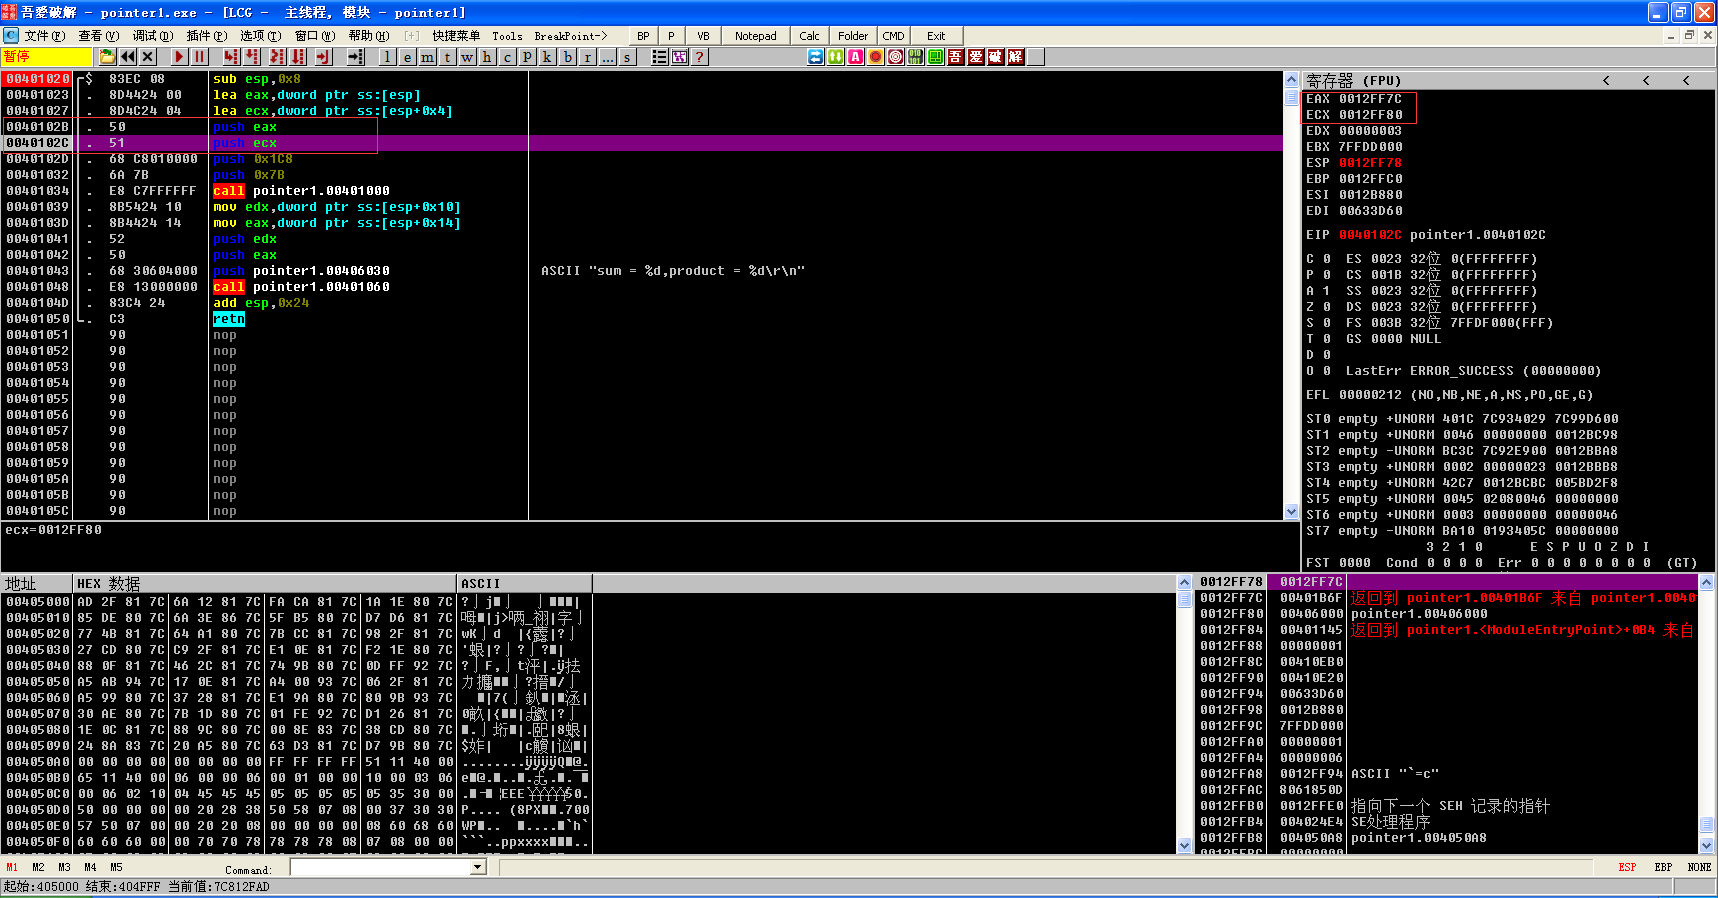 吾爱破解 - pointer1.exe - [LCG -  主线程, 模块 - pointer1]
文件(F) 查看(V) 调试(D) 插件(P) 选项(T) 窗口(W) 帮助(H) [+] 快捷菜单 Tools BreakPoint-> BP P VB Notepad Calc Folder CMD Exit
暂停 l e m t w h c p k b r ... s ? 吾 爱 破 解
00401020 $ 83EC 08 sub esp,0x8
00401023 . 8D4424 00 lea eax,dword ptr ss:[esp]
00401027 . 8D4C24 04 lea ecx,dword ptr ss:[esp+0x4]
0040102B . 50 push eax
0040102C . 51 push ecx
0040102D . 68 C8010000 push 0x1C8
00401032 . 6A 7B push 0x7B
00401034 . E8 C7FFFFFF call pointer1.00401000
00401039 . 8B5424 10 mov edx,dword ptr ss:[esp+0x10]
0040103D . 8B4424 14 mov eax,dword ptr ss:[esp+0x14]
00401041 . 52 push edx
00401042 . 50 push eax
00401043 . 68 30604000 push pointer1.00406030 ASCII "sum = %d,product = %d\r\n"
00401048 . E8 13000000 call pointer1.00401060
0040104D . 83C4 24 add esp,0x24
00401050 . C3 retn
00401051 90 nop
00401052 90 nop
00401053 90 nop
00401054 90 nop
00401055 90 nop
00401056 90 nop
00401057 90 nop
00401058 90 nop
00401059 90 nop
0040105A 90 nop
0040105B 90 nop
0040105C 90 nop
ecx=0012FF80
寄存器 (FPU) < < <
EAX 0012FF7C
ECX 0012FF80
EDX 00000003
EBX 7FFDD000
ESP 0012FF78
EBP 0012FFC0
ESI 0012B880
EDI 00633D60
EIP 0040102C pointer1.0040102C
C 0 ES 0023 32位 0(FFFFFFFF)
P 0 CS 001B 32位 0(FFFFFFFF)
A 1 SS 0023 32位 0(FFFFFFFF)
Z 0 DS 0023 32位 0(FFFFFFFF)
S 0 FS 003B 32位 7FFDF000(FFF)
T 0 GS 0000 NULL
D 0
O 0 LastErr ERROR_SUCCESS (00000000)
EFL 00000212 (NO,NB,NE,A,NS,PO,GE,G)
ST0 empty +UNORM 401C 7C934029 7C99D600
ST1 empty +UNORM 0046 00000000 0012BC98
ST2 empty -UNORM BC3C 7C92E900 0012BBA8
ST3 empty +UNORM 0002 00000023 0012BBB8
ST4 empty +UNORM 42C7 0012BCBC 005BD2F8
ST5 empty +UNORM 0045 02080046 00000000
ST6 empty +UNORM 0003 00000000 00000046
ST7 empty -UNORM BA10 0193405C 00000000
3 2 1 0 E S P U O Z D I
FST 0000 Cond 0 0 0 0 Err 0 0 0 0 0 0 0 0 (GT)
地址 HEX 数据 ASCII
00405000 AD 2F 81 7C 6A 12 81 7C FA CA 81 7C 1A 1E 80 7C
00405010 85 DE 80 7C 6A 3E 86 7C 5F B5 80 7C D7 D6 81 7C
00405020 77 4B 81 7C 64 A1 80 7C 7B CC 81 7C 98 2F 81 7C
00405030 27 CD 80 7C C9 2F 81 7C E1 0E 81 7C F2 1E 80 7C
00405040 88 0F 81 7C 46 2C 81 7C 74 9B 80 7C 0D FF 92 7C
00405050 A5 AB 94 7C 17 0E 81 7C A4 00 93 7C 06 2F 81 7C
00405060 A5 99 80 7C 37 28 81 7C E1 9A 80 7C 80 9B 93 7C
00405070 30 AE 80 7C 7B 1D 80 7C 01 FE 92 7C D1 26 81 7C
00405080 1E 0C 81 7C 88 9C 80 7C 00 8E 83 7C 38 CD 80 7C
00405090 24 8A 83 7C 20 A5 80 7C 63 D3 81 7C D7 9B 80 7C
004050A0 00 00 00 00 00 00 00 00 FF FF FF FF 51 11 40 00
004050B0 65 11 40 00 06 00 00 06 00 01 00 00 10 00 03 06
004050C0 00 06 02 10 04 45 45 45 05 05 05 05 05 35 30 00
004050D0 50 00 00 00 00 20 28 38 50 58 07 08 00 37 30 30
004050E0 57 50 07 00 00 20 20 08 00 00 00 00 08 60 68 60
004050F0 60 60 60 00 00 70 70 78 78 78 78 08 07 08 00 00
0012FF78 0012FF7C
0012FF7C 00401B6F 返回到 pointer1.00401B6F 来自 pointer1.0040
0012FF80 00406000 pointer1.00406000
0012FF84 00401145 返回到 pointer1.<ModuleEntryPoint>+0B4 来自
0012FF88 00000001
0012FF8C 00410EB0
0012FF90 00410E20
0012FF94 00633D60
0012FF98 0012B880
0012FF9C 7FFDD000
0012FFA0 00000001
0012FFA4 00000006
0012FFA8 0012FF94 ASCII "`=c"
0012FFAC 8061850D
0012FFB0 0012FFE0 指向下一个 SEH 记录的指针
0012FFB4 004024E4 SE处理程序
0012FFB8 004050A8 pointer1.004050A8
M1 M2 M3 M4 M5 Command: ESP EBP NONE
起始:405000 结束:404FFF 当前值:7C812FAD